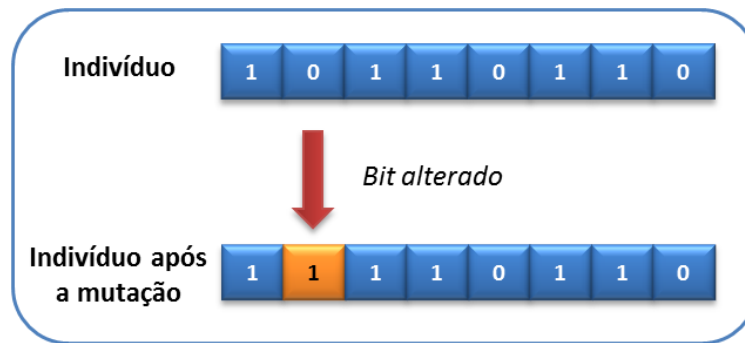 Indivíduo
1 0 1 1 0 1 1 0
Bit alterado
Indivíduo após
a mutação
1 1 1 1 0 1 1 0